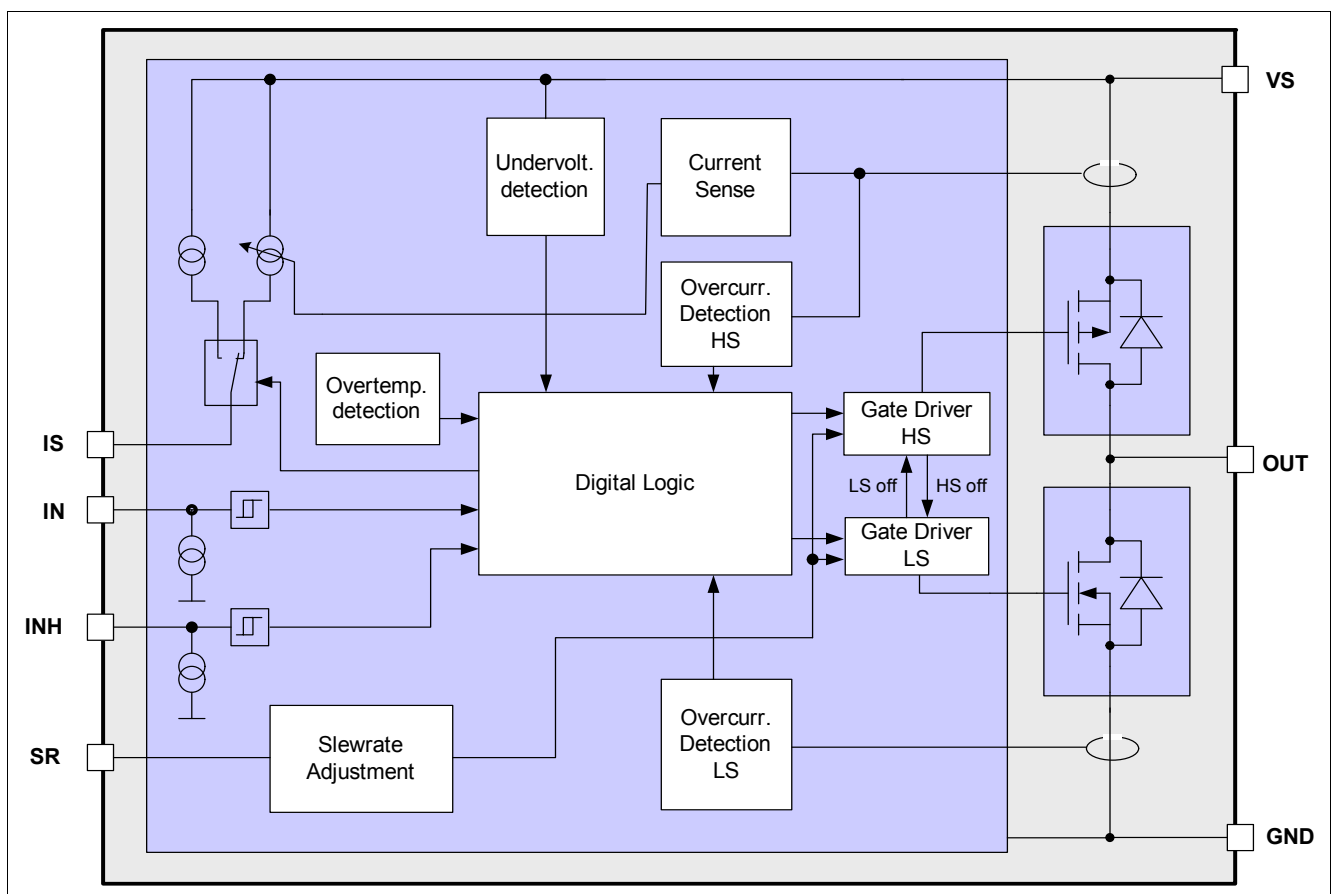 VS
Undervolt.
detection
Current
Sense
Overcurr.
Detection
HS
Overtemp.
detection
IS
Gate Driver
HS
OUT
Digital Logic
LS off
HS off
IN
Gate Driver
LS
INH
SR
Slewrate
Adjustment
Overcurr.
Detection
LS
GND